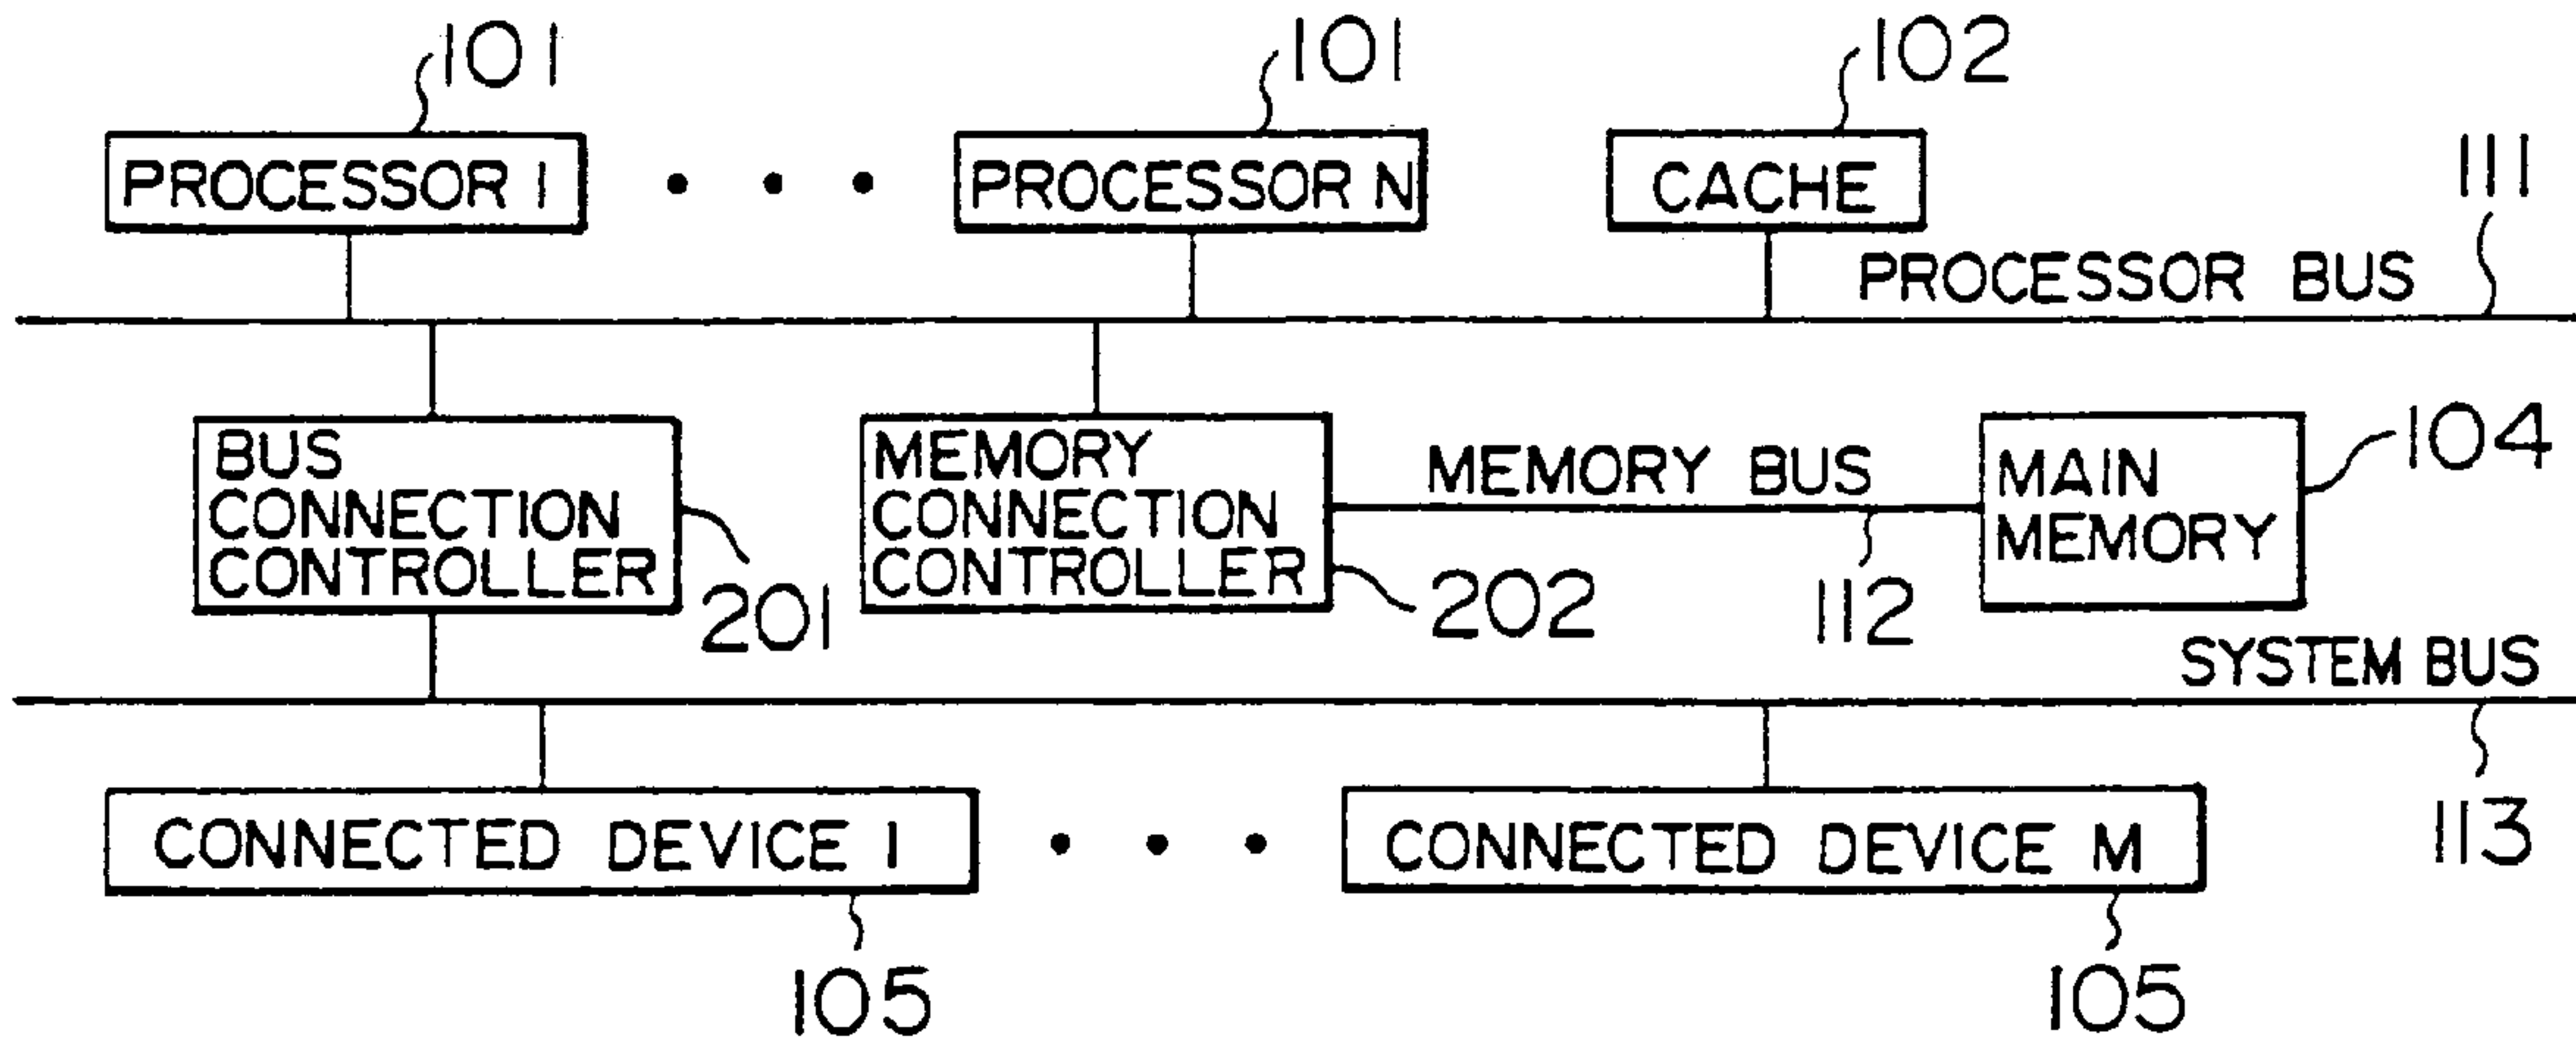 101
101
102
PROCESSOR 1
PROCESSOR N
CACHE
111
PROCESSOR BUS
BUS
CONNECTION
CONTROLLER
201
MEMORY
CONNECTION
CONTROLLER
202
MEMORY BUS
112
MAIN
MEMORY
104
SYSTEM BUS
113
CONNECTED DEVICE 1
CONNECTED DEVICE M
105
105